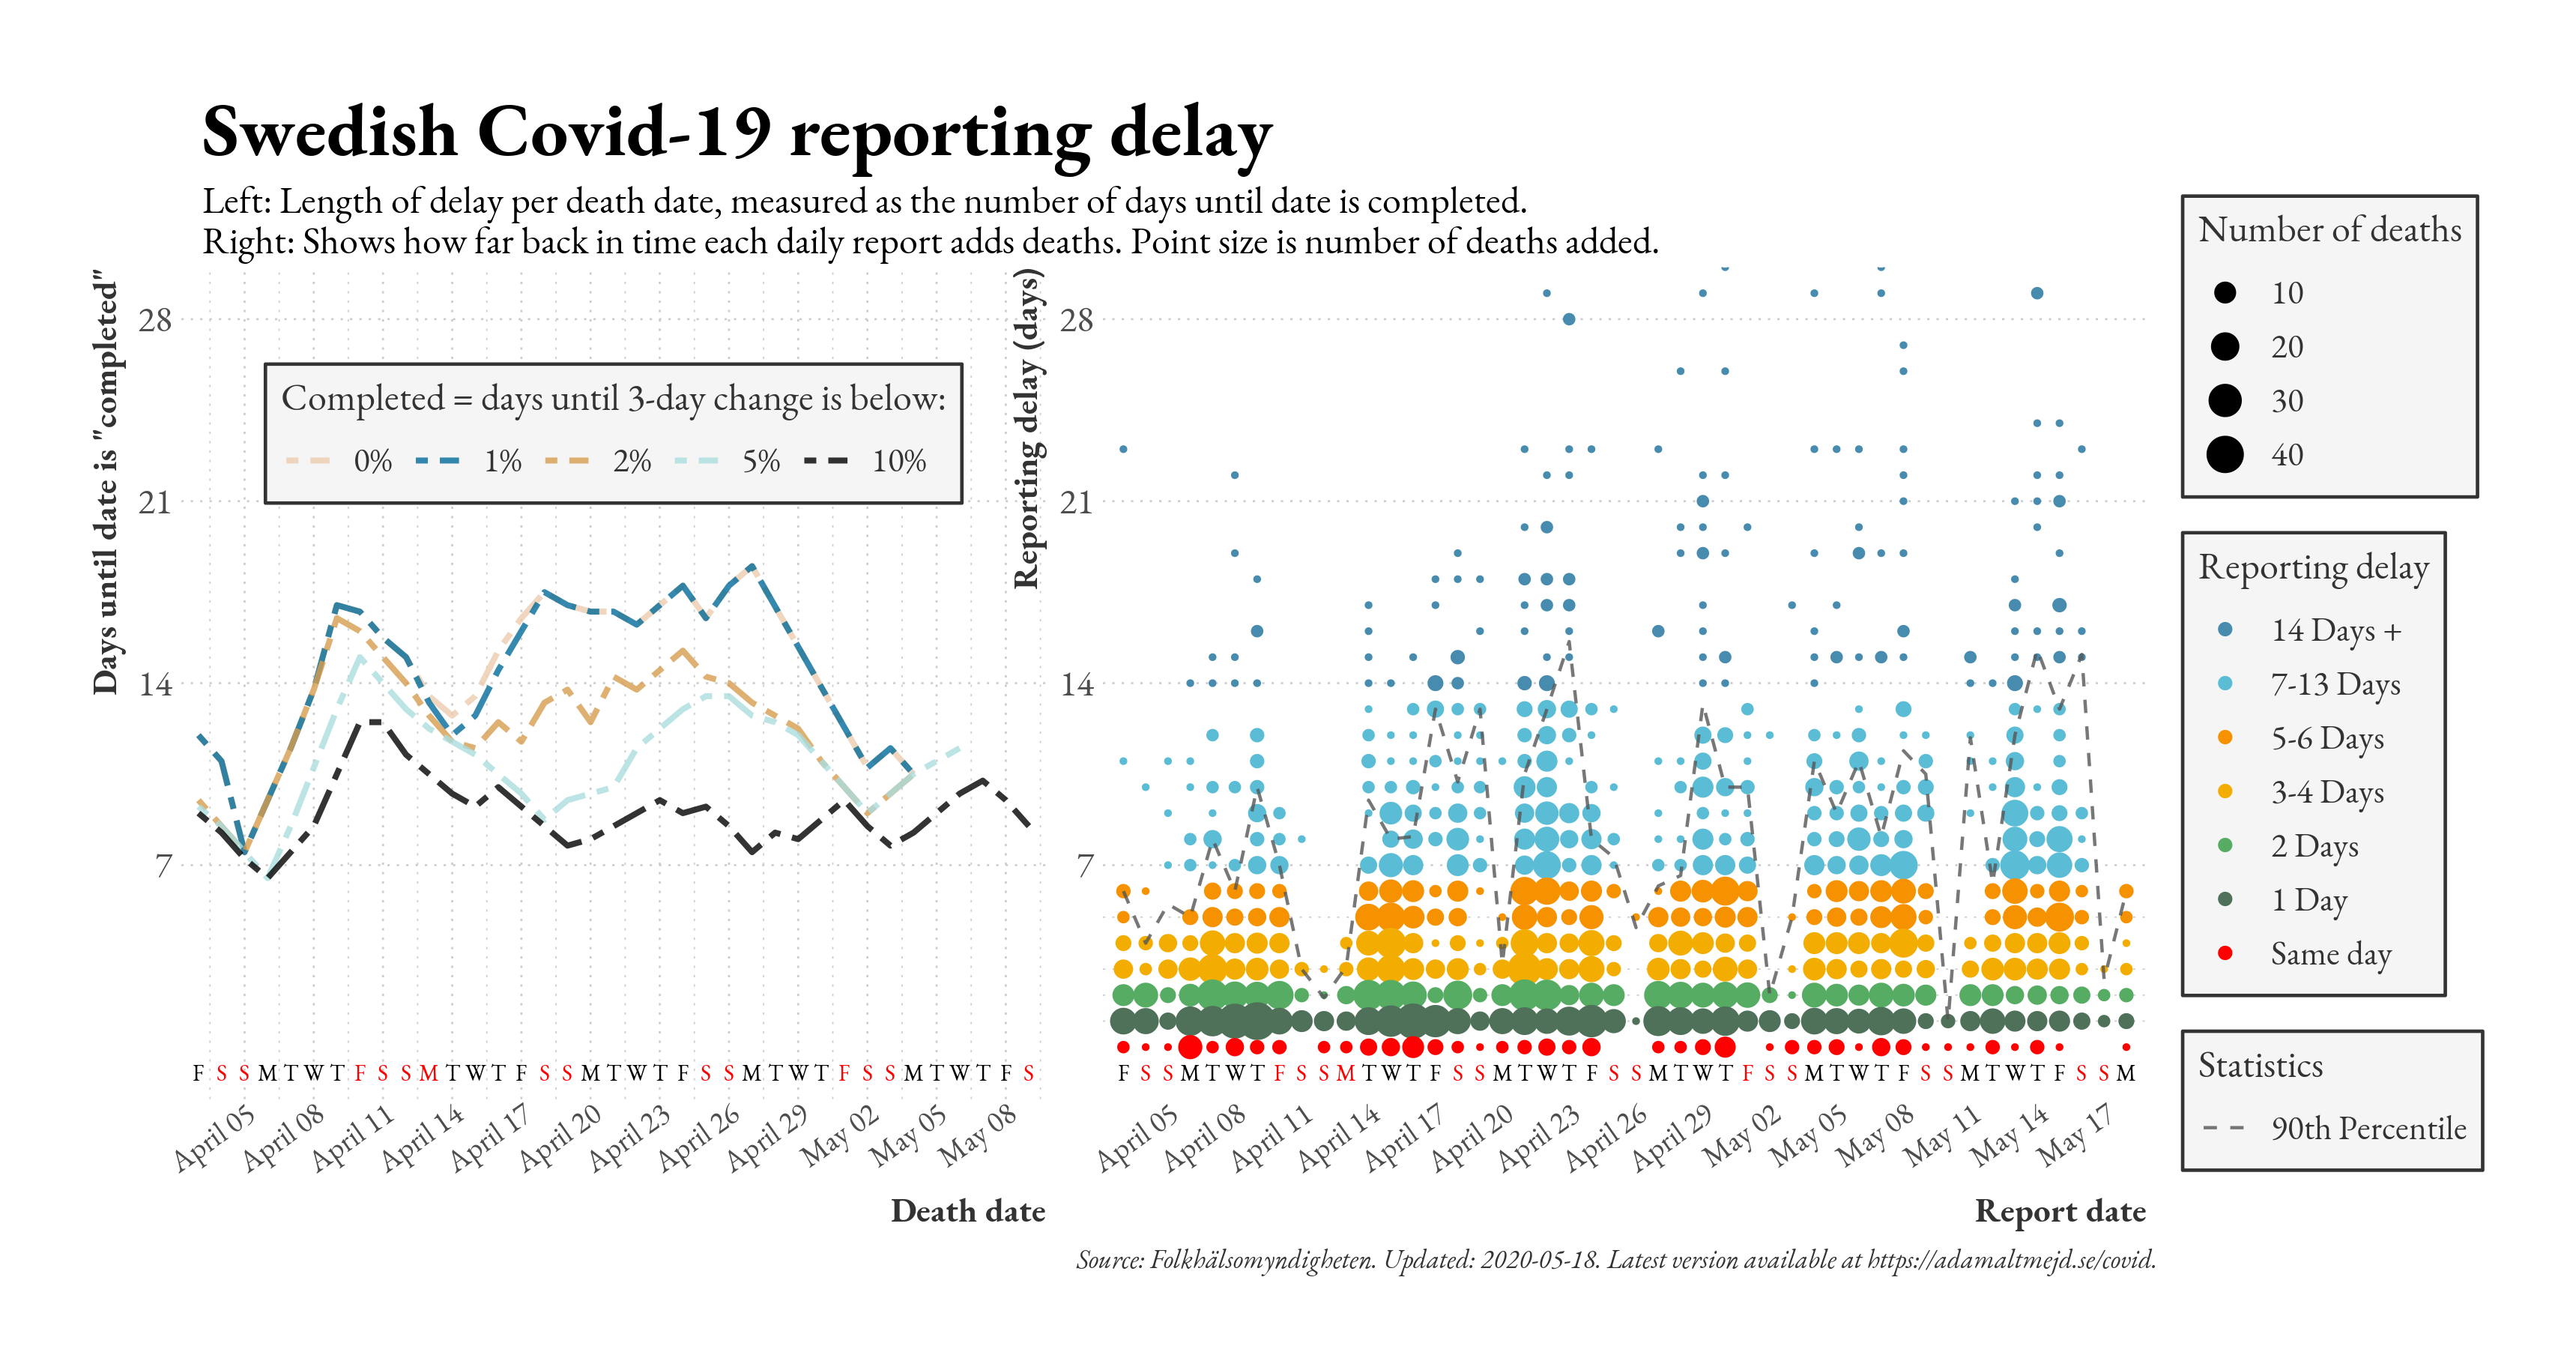 Swedish Covid-19 reporting delay
Left: Length of delay per death date, measured as the number of days until date is completed.
Right: Shows how far back in time each daily report adds deaths. Point size is number of deaths added.
Days until date is "completed"
28
21
14
7
Completed = days until 3-day change is below:
0% 1% 2% 5% 10%
F S S M T W T F S S M T W T F S S M T W T F S S M T W T F S S M T W T F S
April 05 April 08 April 11 April 14 April 17 April 20 April 23 April 26 April 29 May 02 May 05 May 08
Death date
Reporting delay (days)
28
21
14
7
F S S M T W T F S S M T W T F S S M T W T F S S M T W T F S S M T W T F S S M T W T F S S M
April 05 April 08 April 11 April 14 April 17 April 20 April 23 April 26 April 29 May 02 May 05 May 08 May 11 May 14 May 17
Report date
Number of deaths
10
20
30
40
Reporting delay
14 Days +
7-13 Days
5-6 Days
3-4 Days
2 Days
1 Day
Same day
Statistics
90th Percentile
Source: Folkhälsomyndigheten. Updated: 2020-05-18. Latest version available at https://adamaltmejd.se/covid.